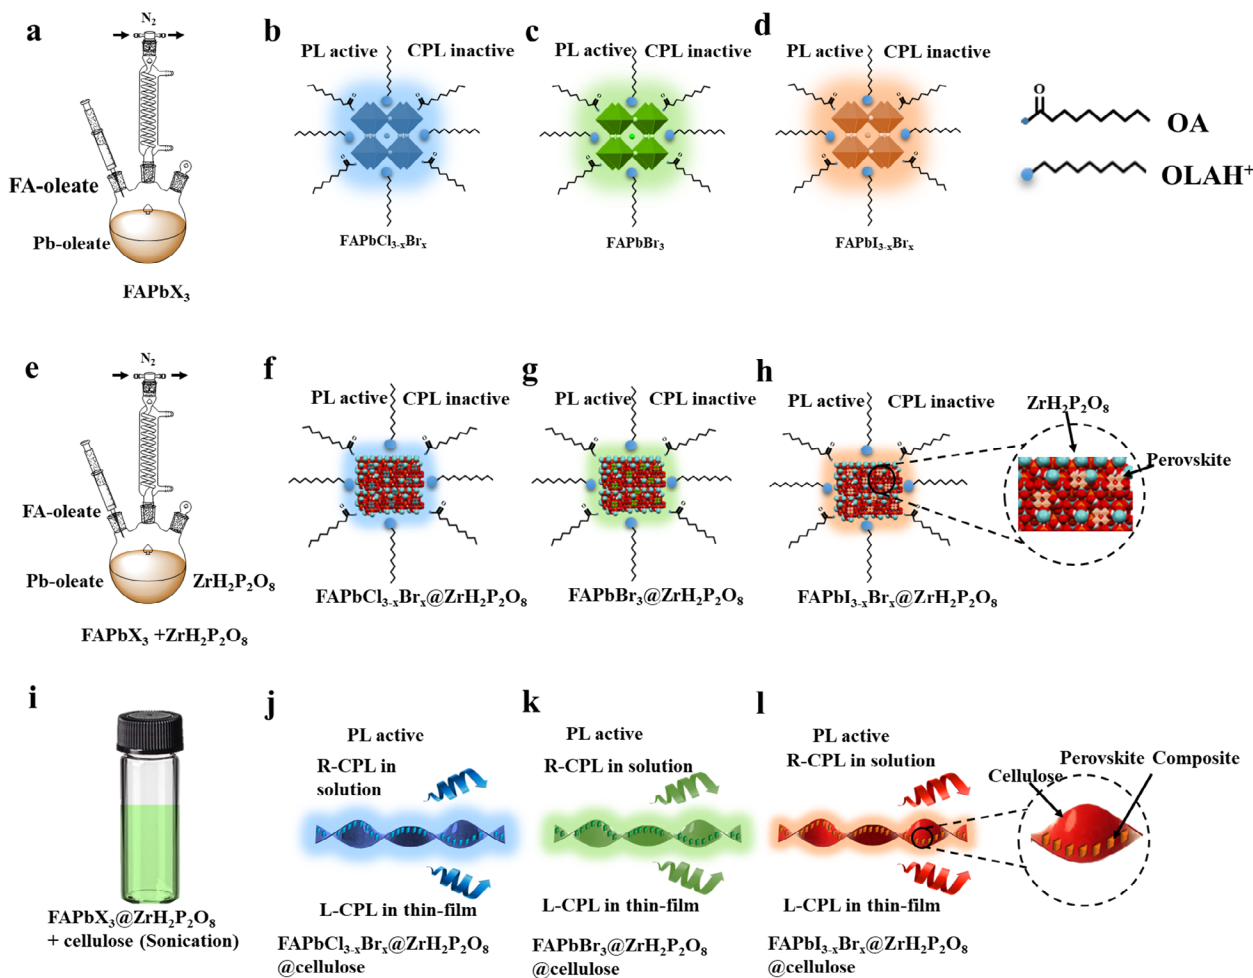 a
N₂
FA-oleate
Pb-oleate
FAPbX₃
b
PL active
CPL inactive
FAPbCl₃₋ₓBrₓ
c
PL active
CPL inactive
FAPbBr₃
d
PL active
CPL inactive
FAPbI₃₋ₓBrₓ
O
OA
OLAH⁺
e
N₂
FA-oleate
Pb-oleate
ZrH₂P₂O₈
FAPbX₃ +ZrH₂P₂O₈
f
PL active
CPL inactive
FAPbCl₃₋ₓBrₓ@ZrH₂P₂O₈
g
PL active
CPL inactive
FAPbBr₃@ZrH₂P₂O₈
h
PL active
CPL inactive
FAPbI₃₋ₓBrₓ@ZrH₂P₂O₈
ZrH₂P₂O₈
Perovskite
i
FAPbX₃@ZrH₂P₂O₈
+ cellulose (Sonication)
j
PL active
R-CPL in
solution
L-CPL in thin-film
FAPbCl₃₋ₓBrₓ@ZrH₂P₂O₈
@cellulose
k
PL active
R-CPL in solution
L-CPL in thin-film
FAPbBr₃@ZrH₂P₂O₈
@cellulose
l
PL active
R-CPL in solution
L-CPL in thin-film
FAPbI₃₋ₓBrₓ@ZrH₂P₂O₈
@cellulose
Perovskite
Composite
Cellulose